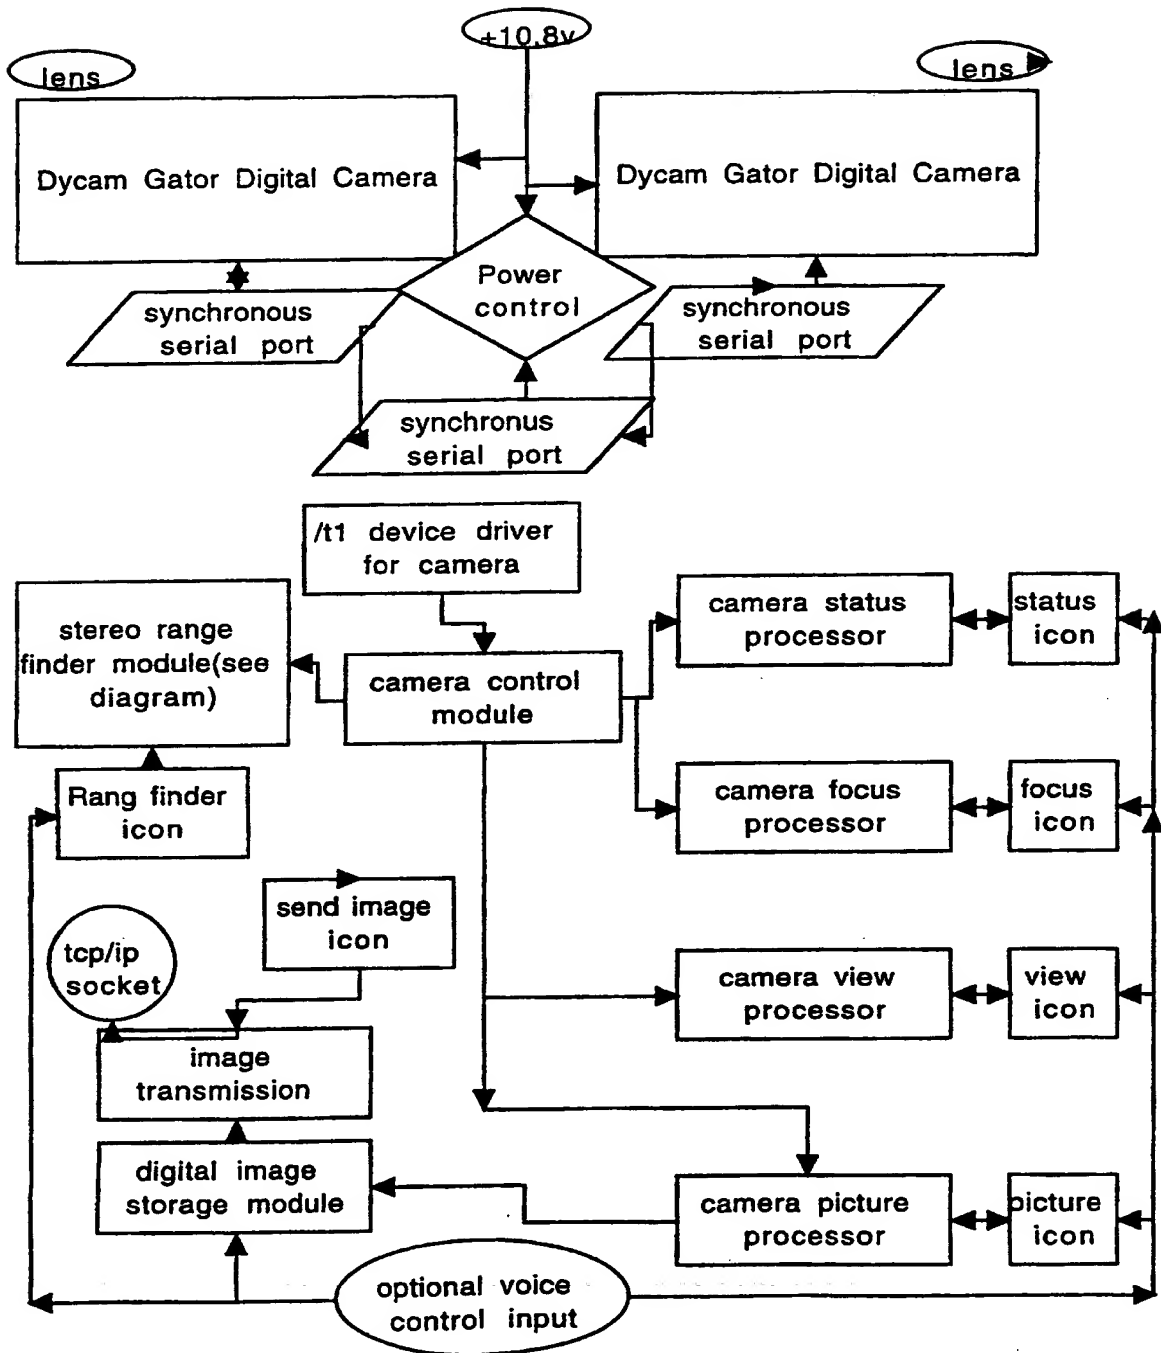 +10.8v
lens
lens
Dycam Gator Digital Camera
Dycam Gator Digital Camera
Power
control
synchronous
serial port
synchronous
serial port
synchronus
serial port
/t1 device driver
for camera
stereo range
finder module(see
diagram)
camera control
module
camera status
processor
status
icon
Rang finder
icon
camera focus
processor
focus
icon
send image
icon
tcp/ip
socket
camera view
processor
view
icon
image
transmission
digital image
storage module
camera picture
processor
picture
icon
optional voice
control input